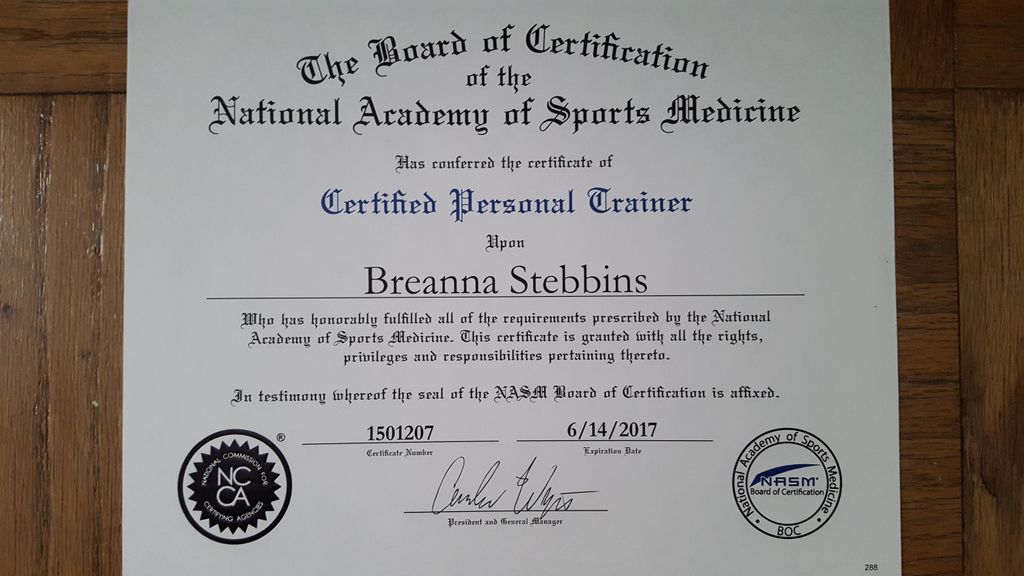 The Board of Certification
of the
National Academy of Sports Medicine
Has conferred the certificate of
Certified Personal Trainer
Upon
Breanna Stebbins
Who has honorably fulfilled all of the requirements prescribed by the National
Academy of Sports Medicine. This certificate is granted with all the rights,
privileges and responsibilities pertaining thereto.
In testimony whereof the seal of the NASM Board of Certification is affixed.
1501207
Certificate Number
6/14/2017
Expiration Date
President and General Manager
NATIONAL COMMISSION FOR
NC
CA
CERTIFYING AGENCIES
®
National Academy of Sports Medicine
NASM
Board of Certification
BOC
288